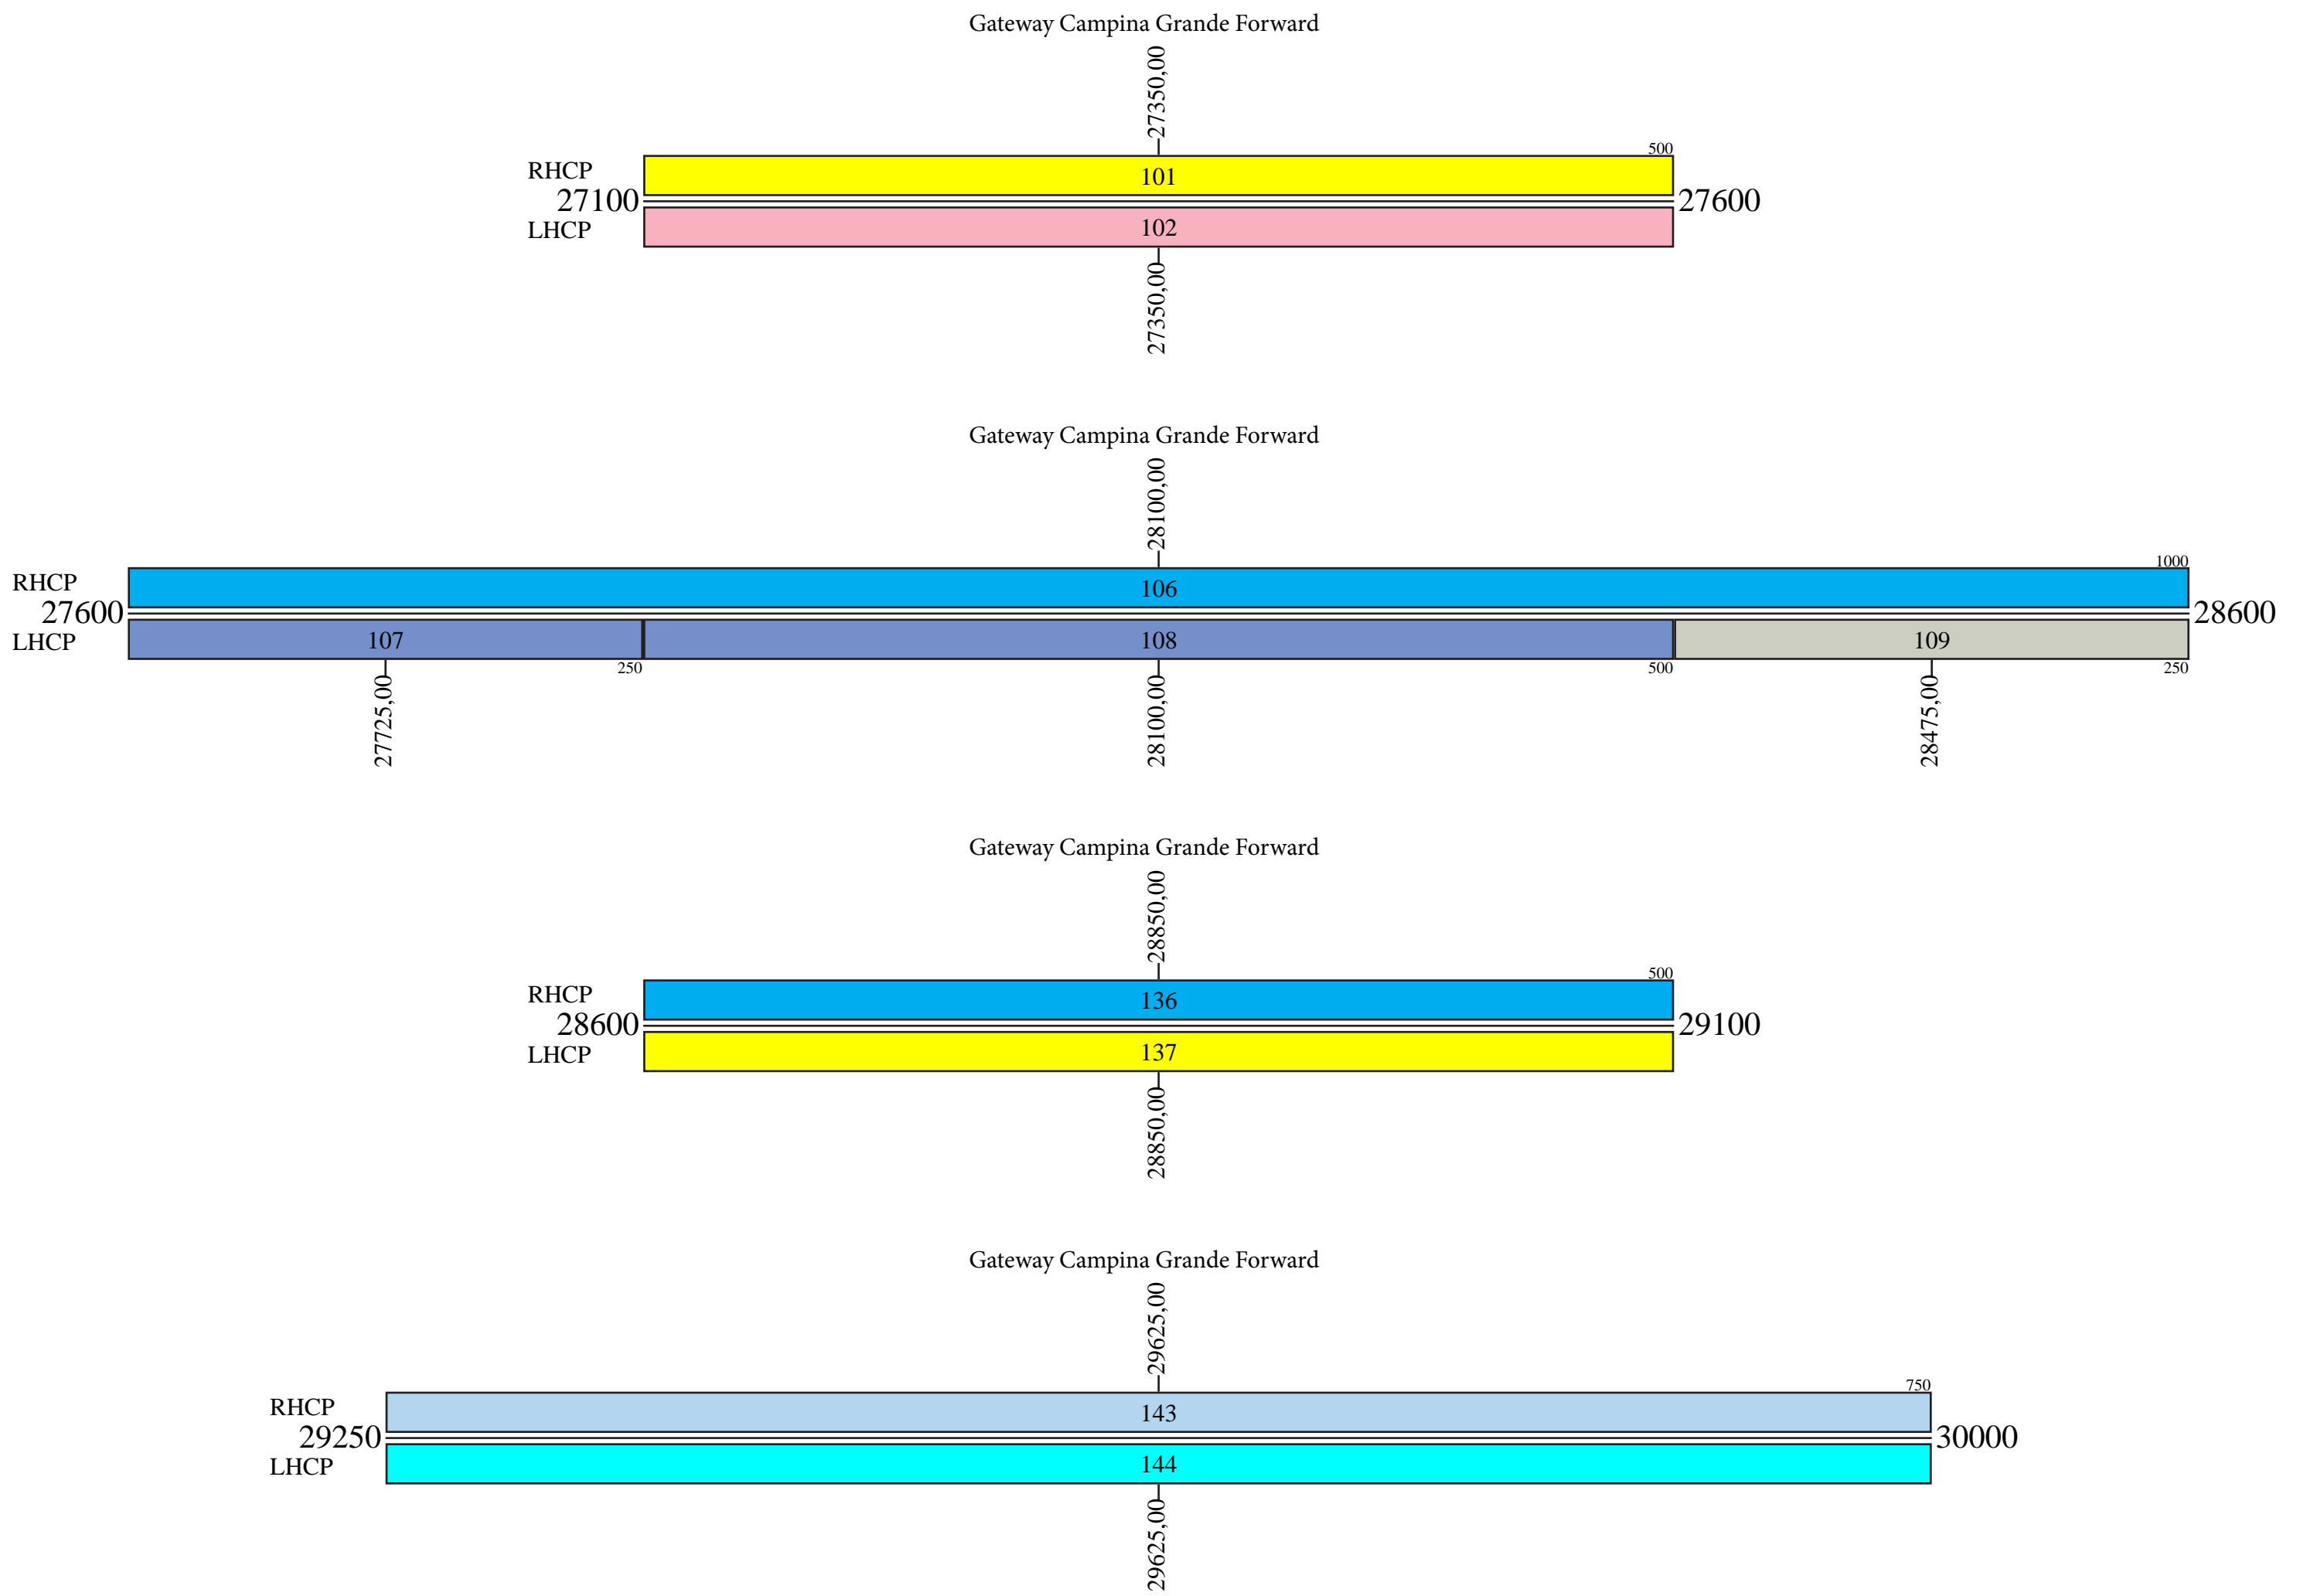 Gateway Campina Grande Forward
27350,00
500
RHCP
101
27100
27600
LHCP
102
27350,00
Gateway Campina Grande Forward
28100,00
1000
RHCP
106
27600
28600
LHCP
107
108
109
250
500
250
27725,00
28100,00
28475,00
Gateway Campina Grande Forward
28850,00
500
RHCP
136
28600
29100
LHCP
137
28850,00
Gateway Campina Grande Forward
29625,00
750
RHCP
143
29250
30000
LHCP
144
29625,00